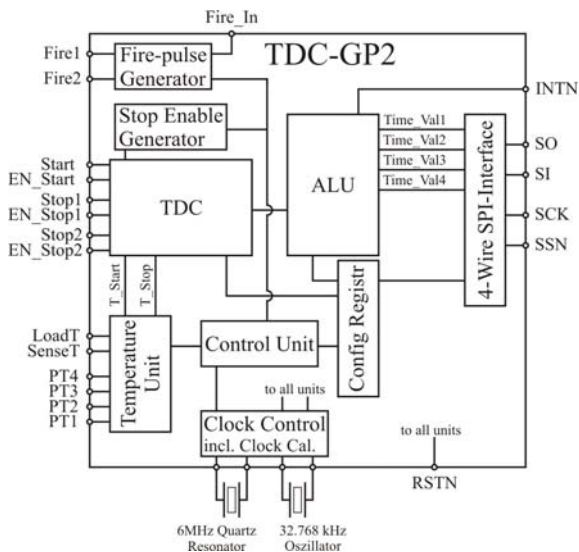 Fire_In
Fire1
Fire-pulse
Generator
TDC-GP2
Fire2
INTN
Stop Enable
Generator
Time_Val1
Time_Val2
Time_Val3
Time_Val4
ALU
4-Wire SPI-Interface
SO
SI
SCK
SSN
Start
EN_Start
Stop1
EN_Stop1
Stop2
EN_Stop2
TDC
T_Start
T_Stop
Config Registr
LoadT
SenseT
PT4
PT3
PT2
PT1
Temperature
Unit
Control Unit
to all units
Clock Control
incl. Clock Cal.
to all units
RSTN
6MHz Quartz
Resonator
32.768 kHz
Oszillator